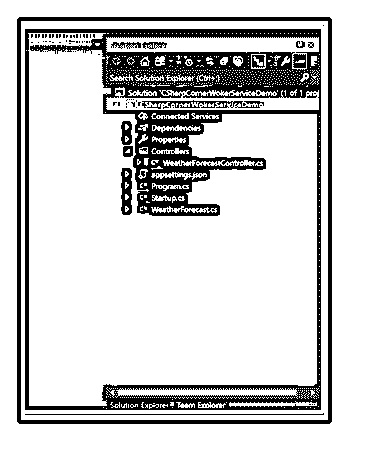 Solution Explorer
Search Solution Explorer (Ctrl+;)
Solution 'CSharpCornerWokerServiceDemo' (1 of 1 proj
CSharpCornerWokerServiceDemo
Connected Services
Dependencies
Properties
Controllers
C# WeatherForecastController.cs
appsettings.json
C# Program.cs
C# Startup.cs
C# WeatherForecast.cs
Solution Explorer Team Explorer